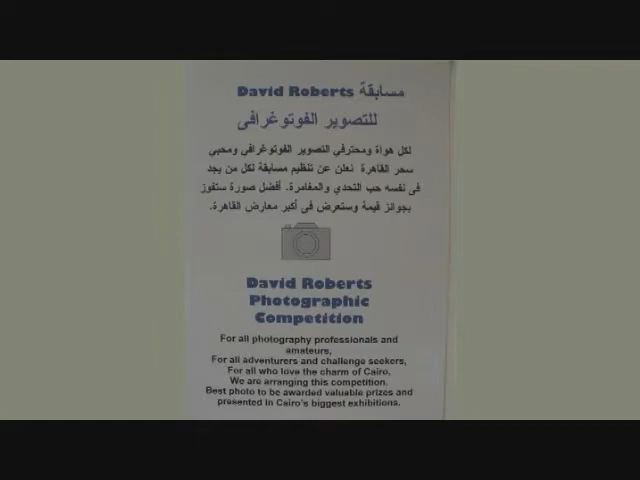 مسابقة David Roberts
للتصوير الفوتوغرافى
لكل هواة ومحترفي التصوير الفوتوغرافى ومحبي
سحر القاهرة نعلن عن تنظيم مسابقة لكل من يجد
فى نفسه حب التحدي والمغامرة. أفضل صورة ستفوز
بجوائز قيمة وستعرض فى أكبر معارض القاهرة.
David Roberts
Photographic
Competition
For all photography professionals and
amateurs,
For all adventurers and challenge seekers,
For all who love the charm of Cairo,
We are arranging this competition.
Best photo to be awarded valuable prizes and
presented in Cairo's biggest exhibitions.